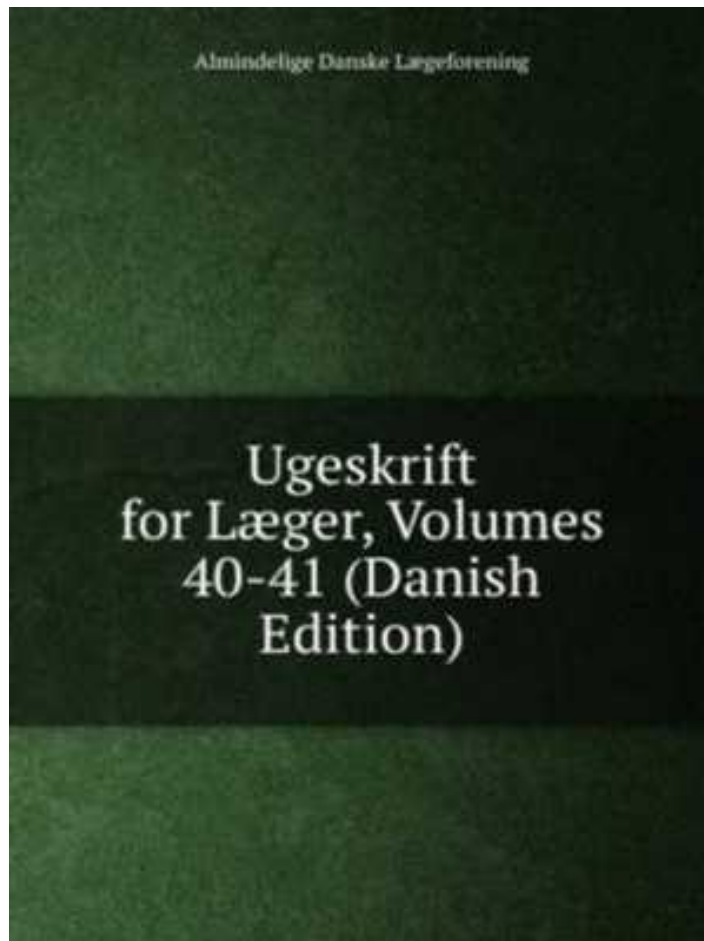 Almindelige Danske Lægeforening
Ugeskrift
for Læger, Volumes
40-41 (Danish
Edition)